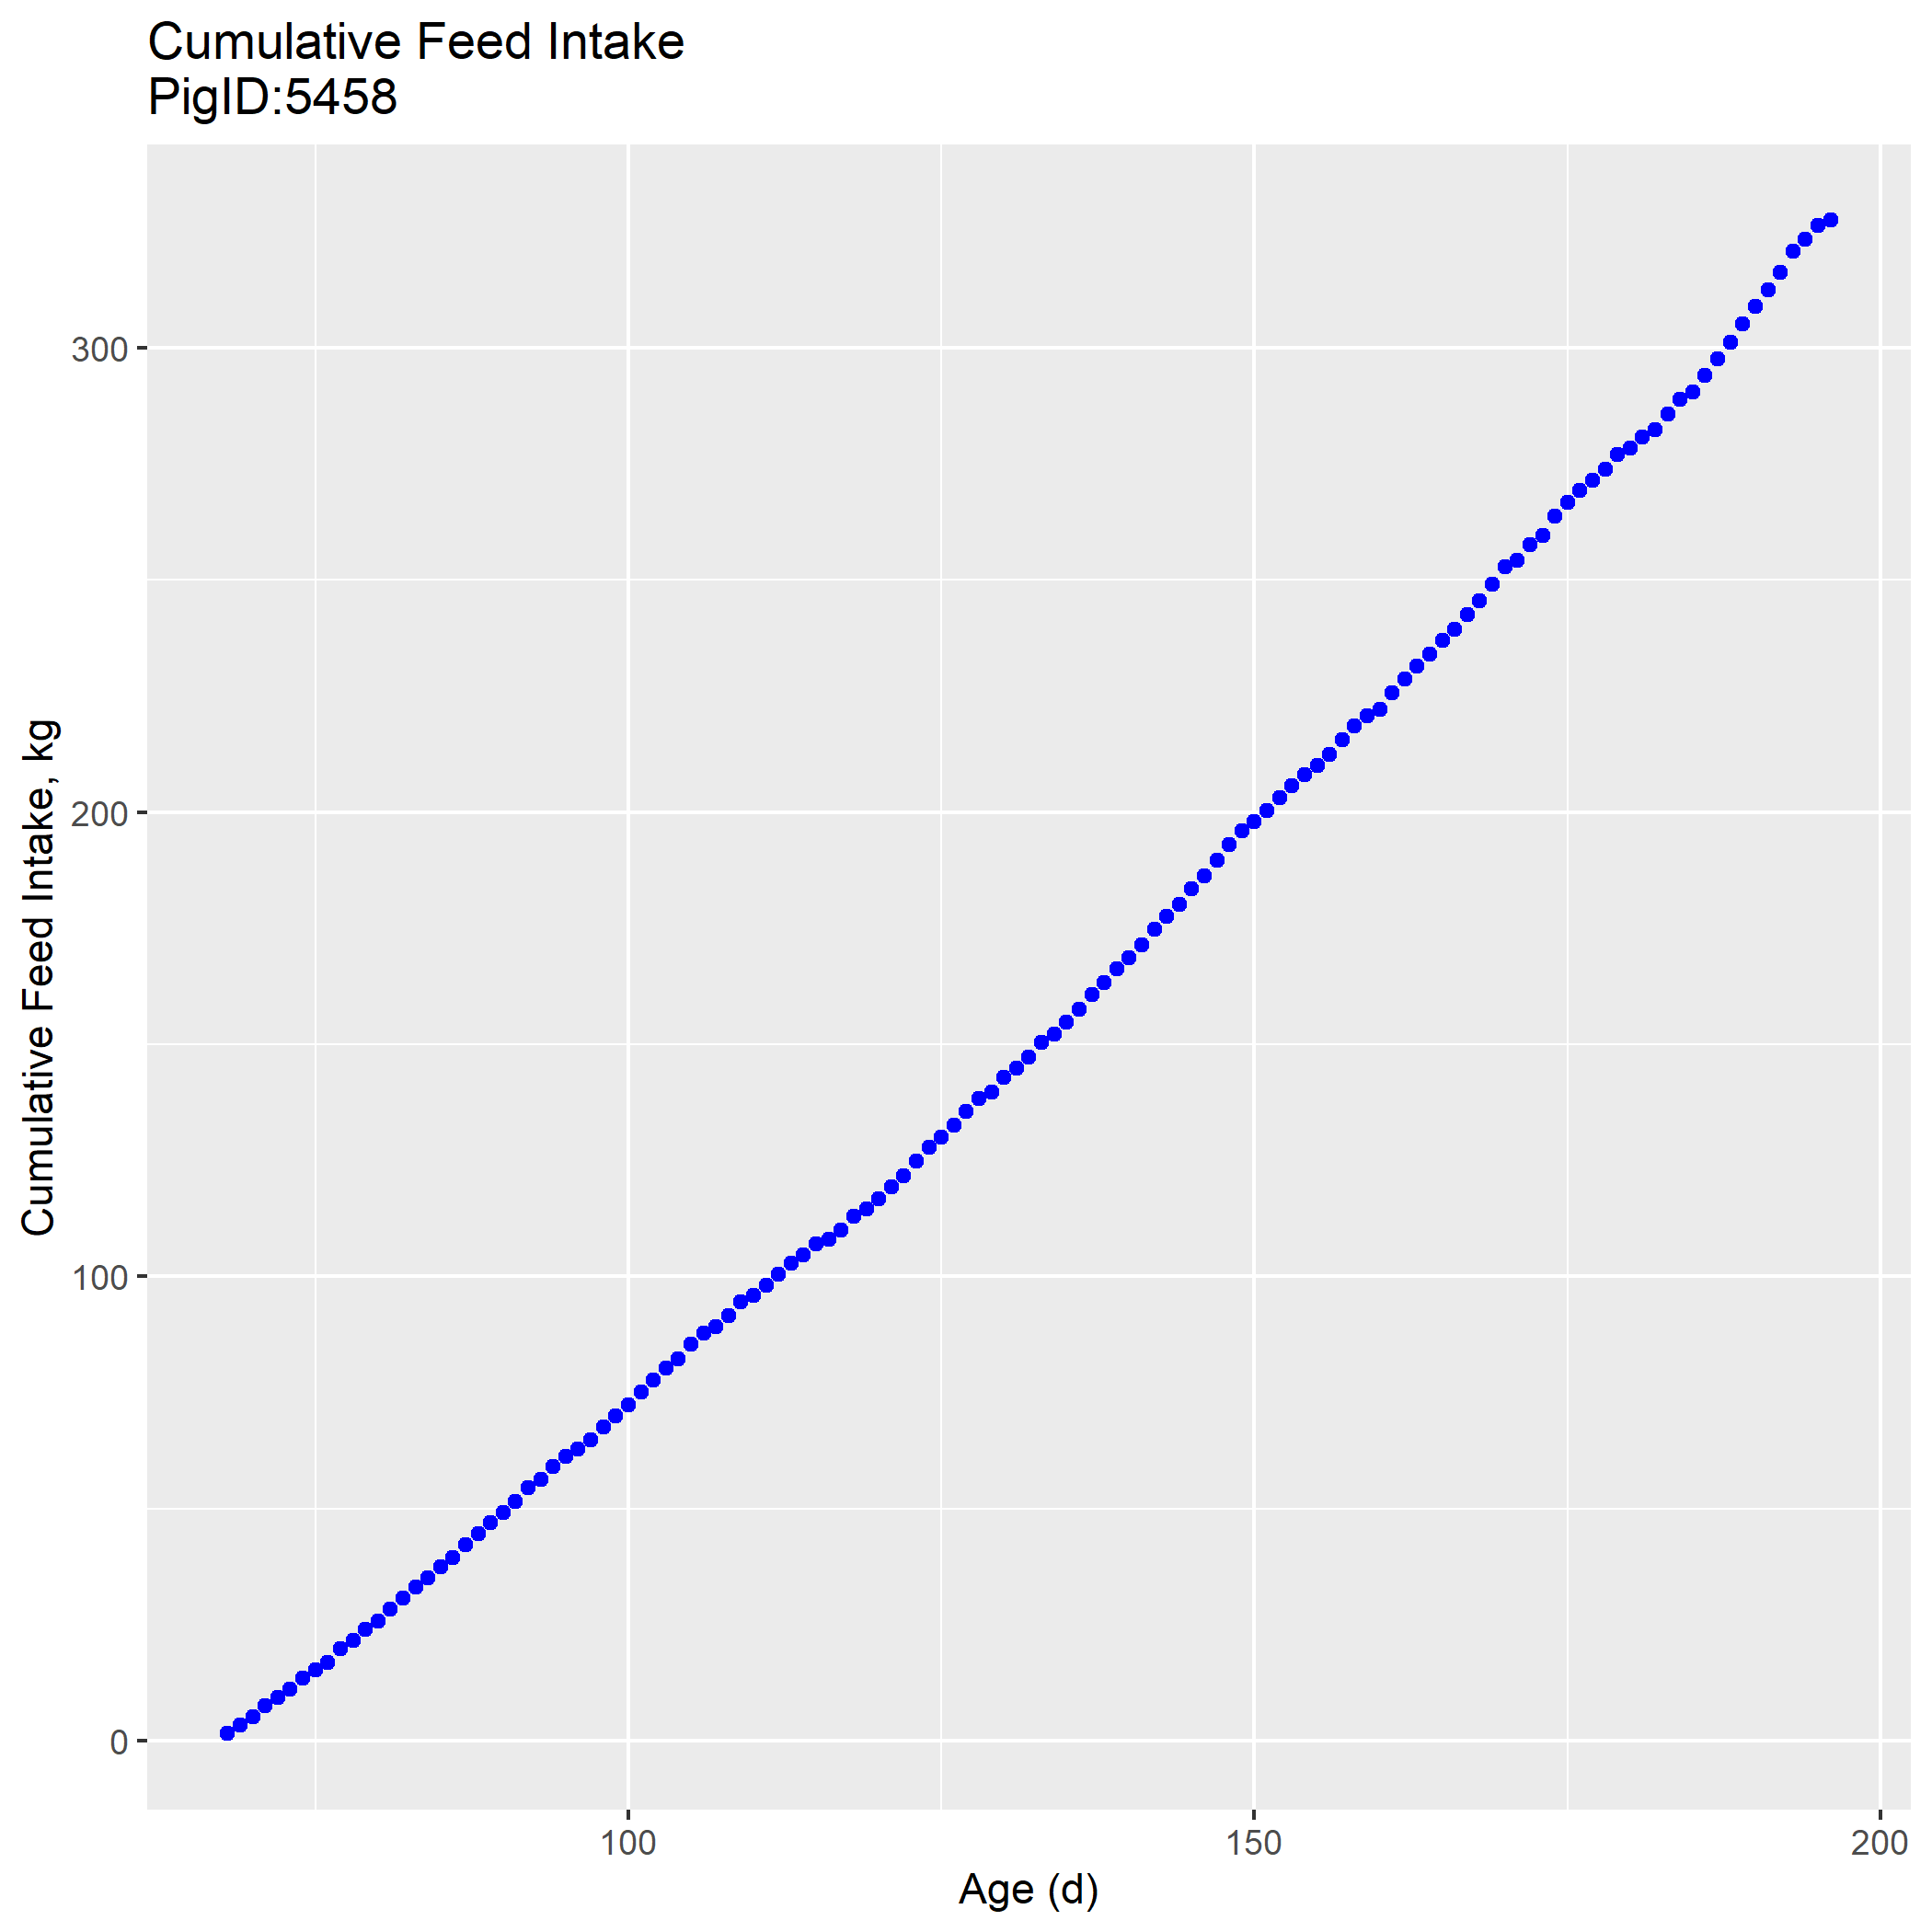 Cumulative Feed Intake
PigID:5458
Cumulative Feed Intake, kg
300
200
100
0
100
150
200
Age (d)